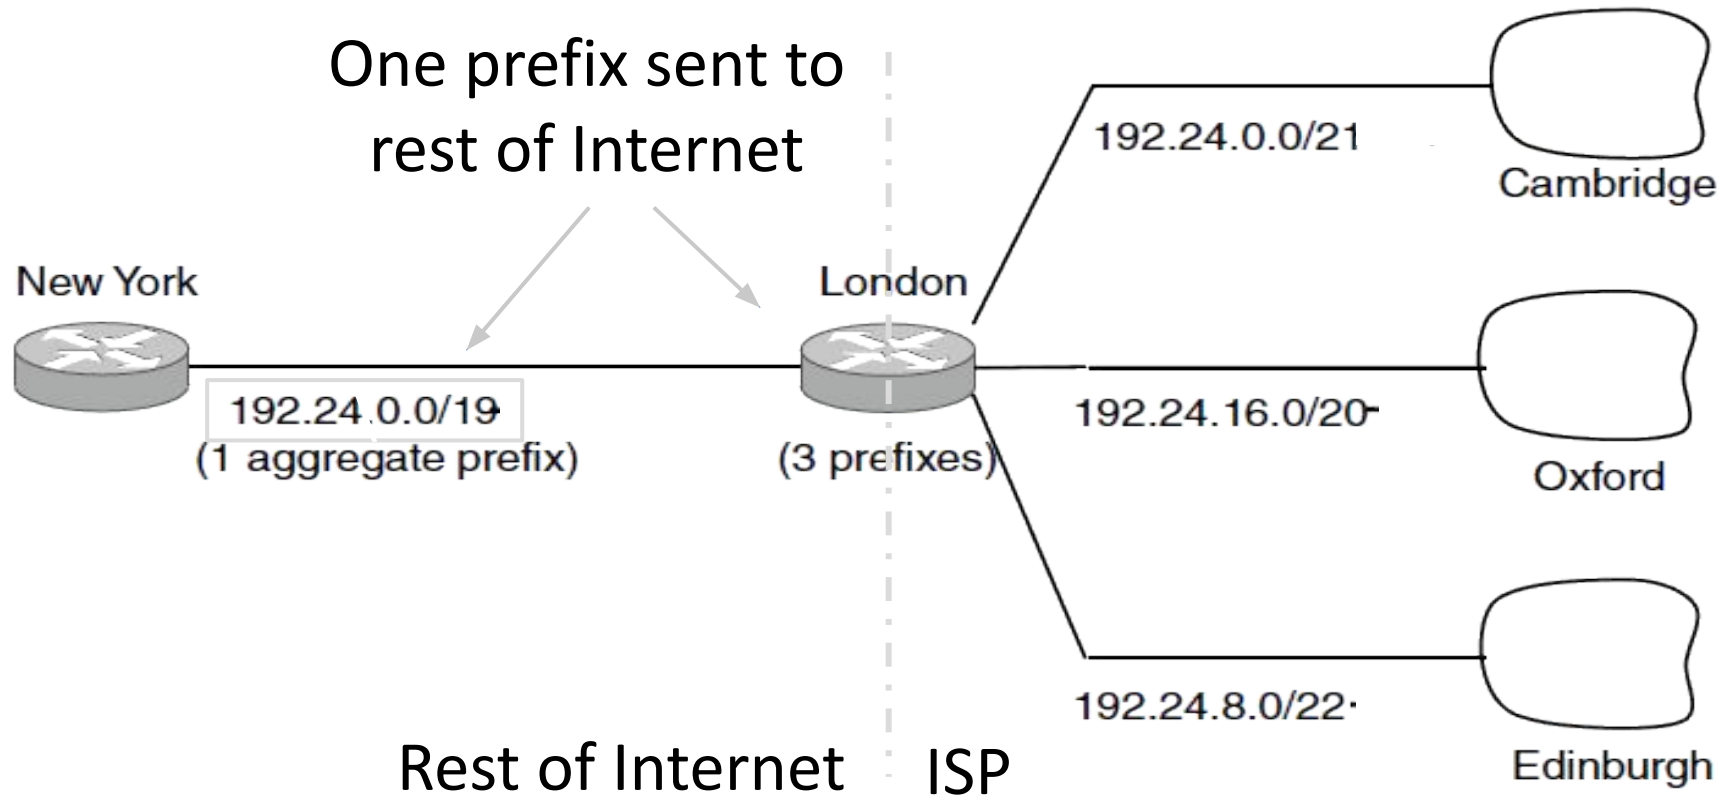 One prefix sent to
rest of Internet
192.24.0.0/21
Cambridge
New York
London
192.24.0.0/19
(1 aggregate prefix)
(3 prefixes)
192.24.16.0/20
Oxford
192.24.8.0/22
Edinburgh
Rest of Internet
ISP